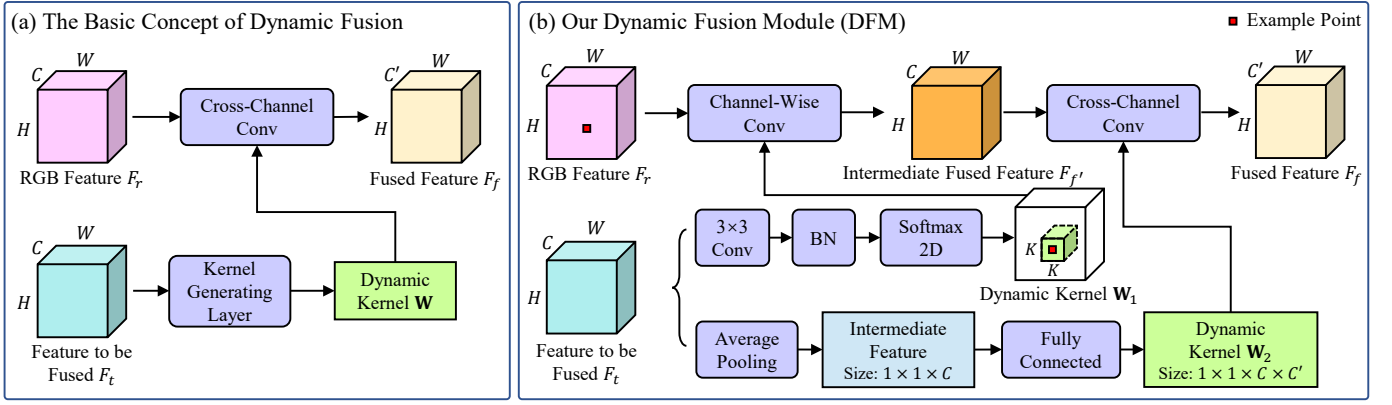 (a) The Basic Concept of Dynamic Fusion
C
W
H
RGB Feature F_r
Cross-Channel
Conv
C′
W
H
Fused Feature F_f
C
W
H
Feature to be
Fused F_t
Kernel
Generating
Layer
Dynamic
Kernel W
(b) Our Dynamic Fusion Module (DFM)
Example Point
C
W
H
RGB Feature F_r
Channel-Wise
Conv
C
W
H
Intermediate Fused Feature F_f′
Cross-Channel
Conv
C′
W
H
Fused Feature F_f
C
W
H
Feature to be
Fused F_t
3×3
Conv
BN
Softmax
2D
K
K
Dynamic Kernel W₁
Average
Pooling
Intermediate
Feature
Size: 1 × 1 × C
Fully
Connected
Dynamic
Kernel W₂
Size: 1 × 1 × C × C′